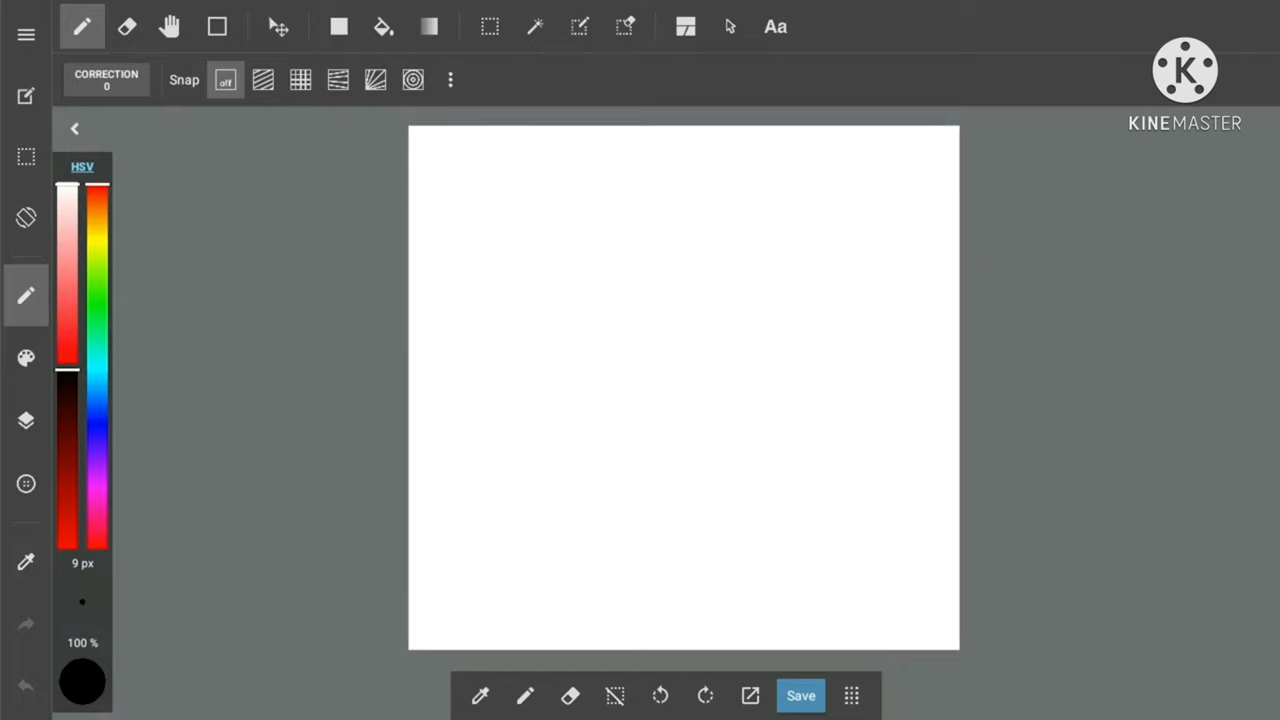 Aa
CORRECTION
0
Snap
off
K
KINEMASTER
HSV
9 px
100 %
Save